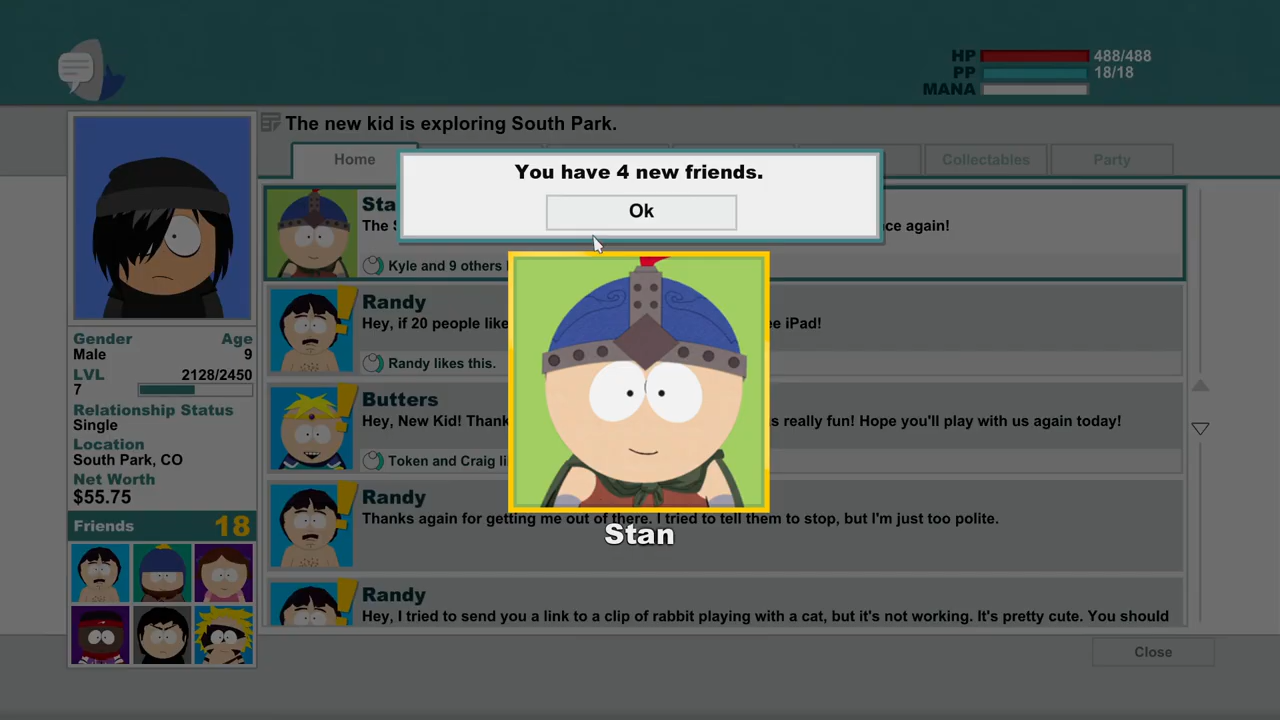 HP 488/488
PP 18/18
MANA
The new kid is exploring South Park.
Home
Collectables
Party
You have 4 new friends.
Ok
Sta
The S
ce again!
Kyle and 9 others
Randy
Hey, if 20 people like
ee iPad!
Randy likes this.
Butters
Hey, New Kid! Thank
s really fun! Hope you'll play with us again today!
Token and Craig li
Randy
Thanks again for getting me out of there. I tried to tell them to stop, but I'm just too polite.
Randy
Hey, I tried to send you a link to a clip of rabbit playing with a cat, but it's not working. It's pretty cute. You should
Stan
Gender Age
Male 9
LVL 2128/2450
7
Relationship Status
Single
Location
South Park, CO
Net Worth
$55.75
Friends 18
Close